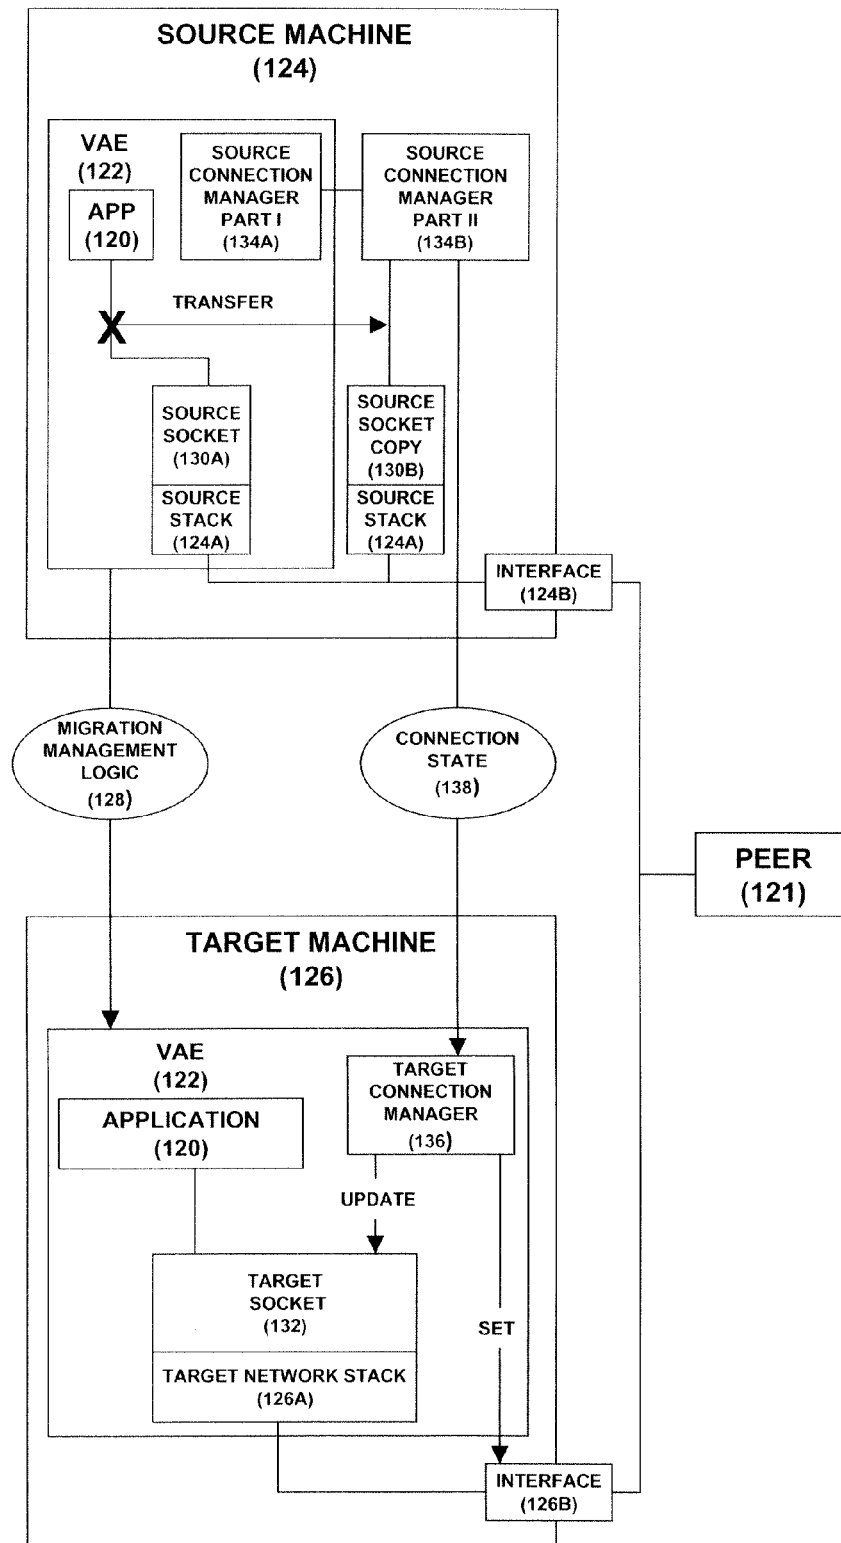 SOURCE MACHINE
(124)
VAE
(122)
APP
(120)
SOURCE
CONNECTION
MANAGER
PART I
(134A)
SOURCE
CONNECTION
MANAGER
PART II
(134B)
X
TRANSFER
SOURCE
SOCKET
(130A)
SOURCE
STACK
(124A)
SOURCE
SOCKET
COPY
(130B)
SOURCE
STACK
(124A)
INTERFACE
(124B)
MIGRATION
MANAGEMENT
LOGIC
(128)
CONNECTION
STATE
(138)
PEER
(121)
TARGET MACHINE
(126)
VAE
(122)
APPLICATION
(120)
TARGET
CONNECTION
MANAGER
(136)
UPDATE
TARGET
SOCKET
(132)
SET
TARGET NETWORK STACK
(126A)
INTERFACE
(126B)